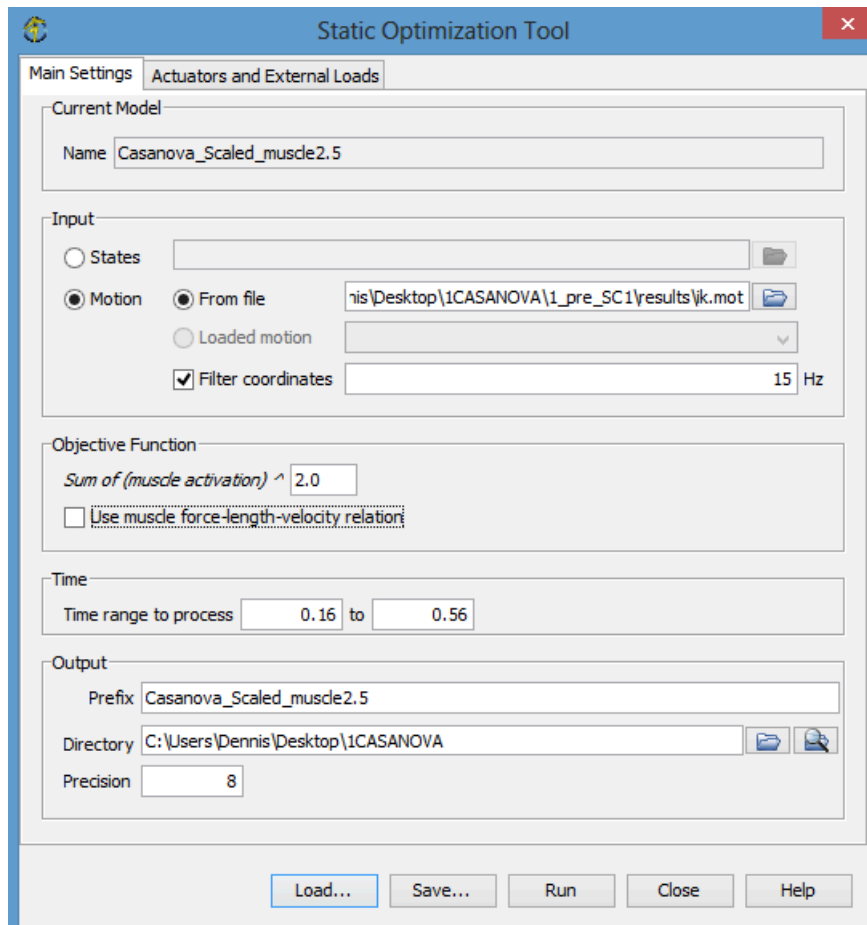 Static Optimization Tool
Main Settings Actuators and External Loads
Current Model
Name Casanova_Scaled_muscle2.5
Input
States
Motion From file nis\Desktop\1CASANOVA\1_pre_SC1\results\ik.mot
Loaded motion
Filter coordinates 15 Hz
Objective Function
Sum of (muscle activation) ^ 2.0
Use muscle force-length-velocity relation
Time
Time range to process 0.16 to 0.56
Output
Prefix Casanova_Scaled_muscle2.5
Directory C:\Users\Dennis\Desktop\1CASANOVA
Precision 8
Load... Save... Run Close Help